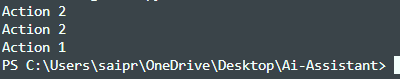 Action 2
Action 2
Action 1
PS C:\Users\saipr\OneDrive\Desktop\Ai-Assistant>